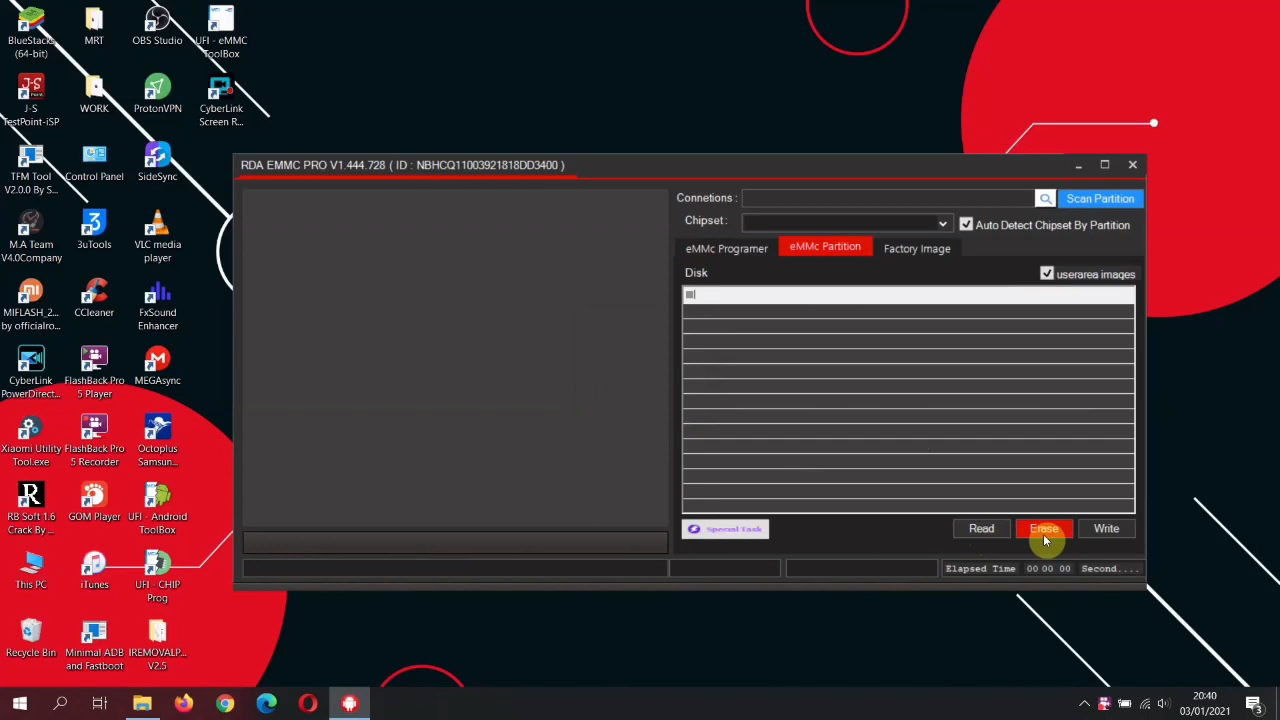 BlueStacks
(64-bit)
MRT
OBS Studio
UFI - eMMC
ToolBox
J-S
TestPoint-iSP
WORK
ProtonVPN
CyberLink
Screen R...
TFM Tool
V2.0.0 By S...
Control Panel
SideSync
M.A Team
V4.0Company
3uTools
VLC media
player
MIFLASH_2...
by officialro...
CCleaner
FxSound
Enhancer
CyberLink
PowerDirect...
FlashBack Pro
5 Player
MEGAsync
Xiaomi Utility
Tool.exe
FlashBack Pro
5 Recorder
Octoplus
Samsun...
RB Soft 1.6
Crack By ...
GOM Player
UFI - Android
ToolBox
This PC
iTunes
UFI - CHIP
Prog
Recycle Bin
Minimal ADB
and Fastboot
IREMOVALP...
V2.5
RDA EMMC PRO V1.444.728 ( ID : NBHCQ11003921818DD3400 )
Connetions :
Scan Partition
Chipset :
Auto Detect Chipset By Partition
eMMc Programer
eMMc Partition
Factory Image
Disk
userarea images
Special Task
Read
Erase
Write
Elapsed Time 00 00 00 Second....
20:40
03/01/2021
3